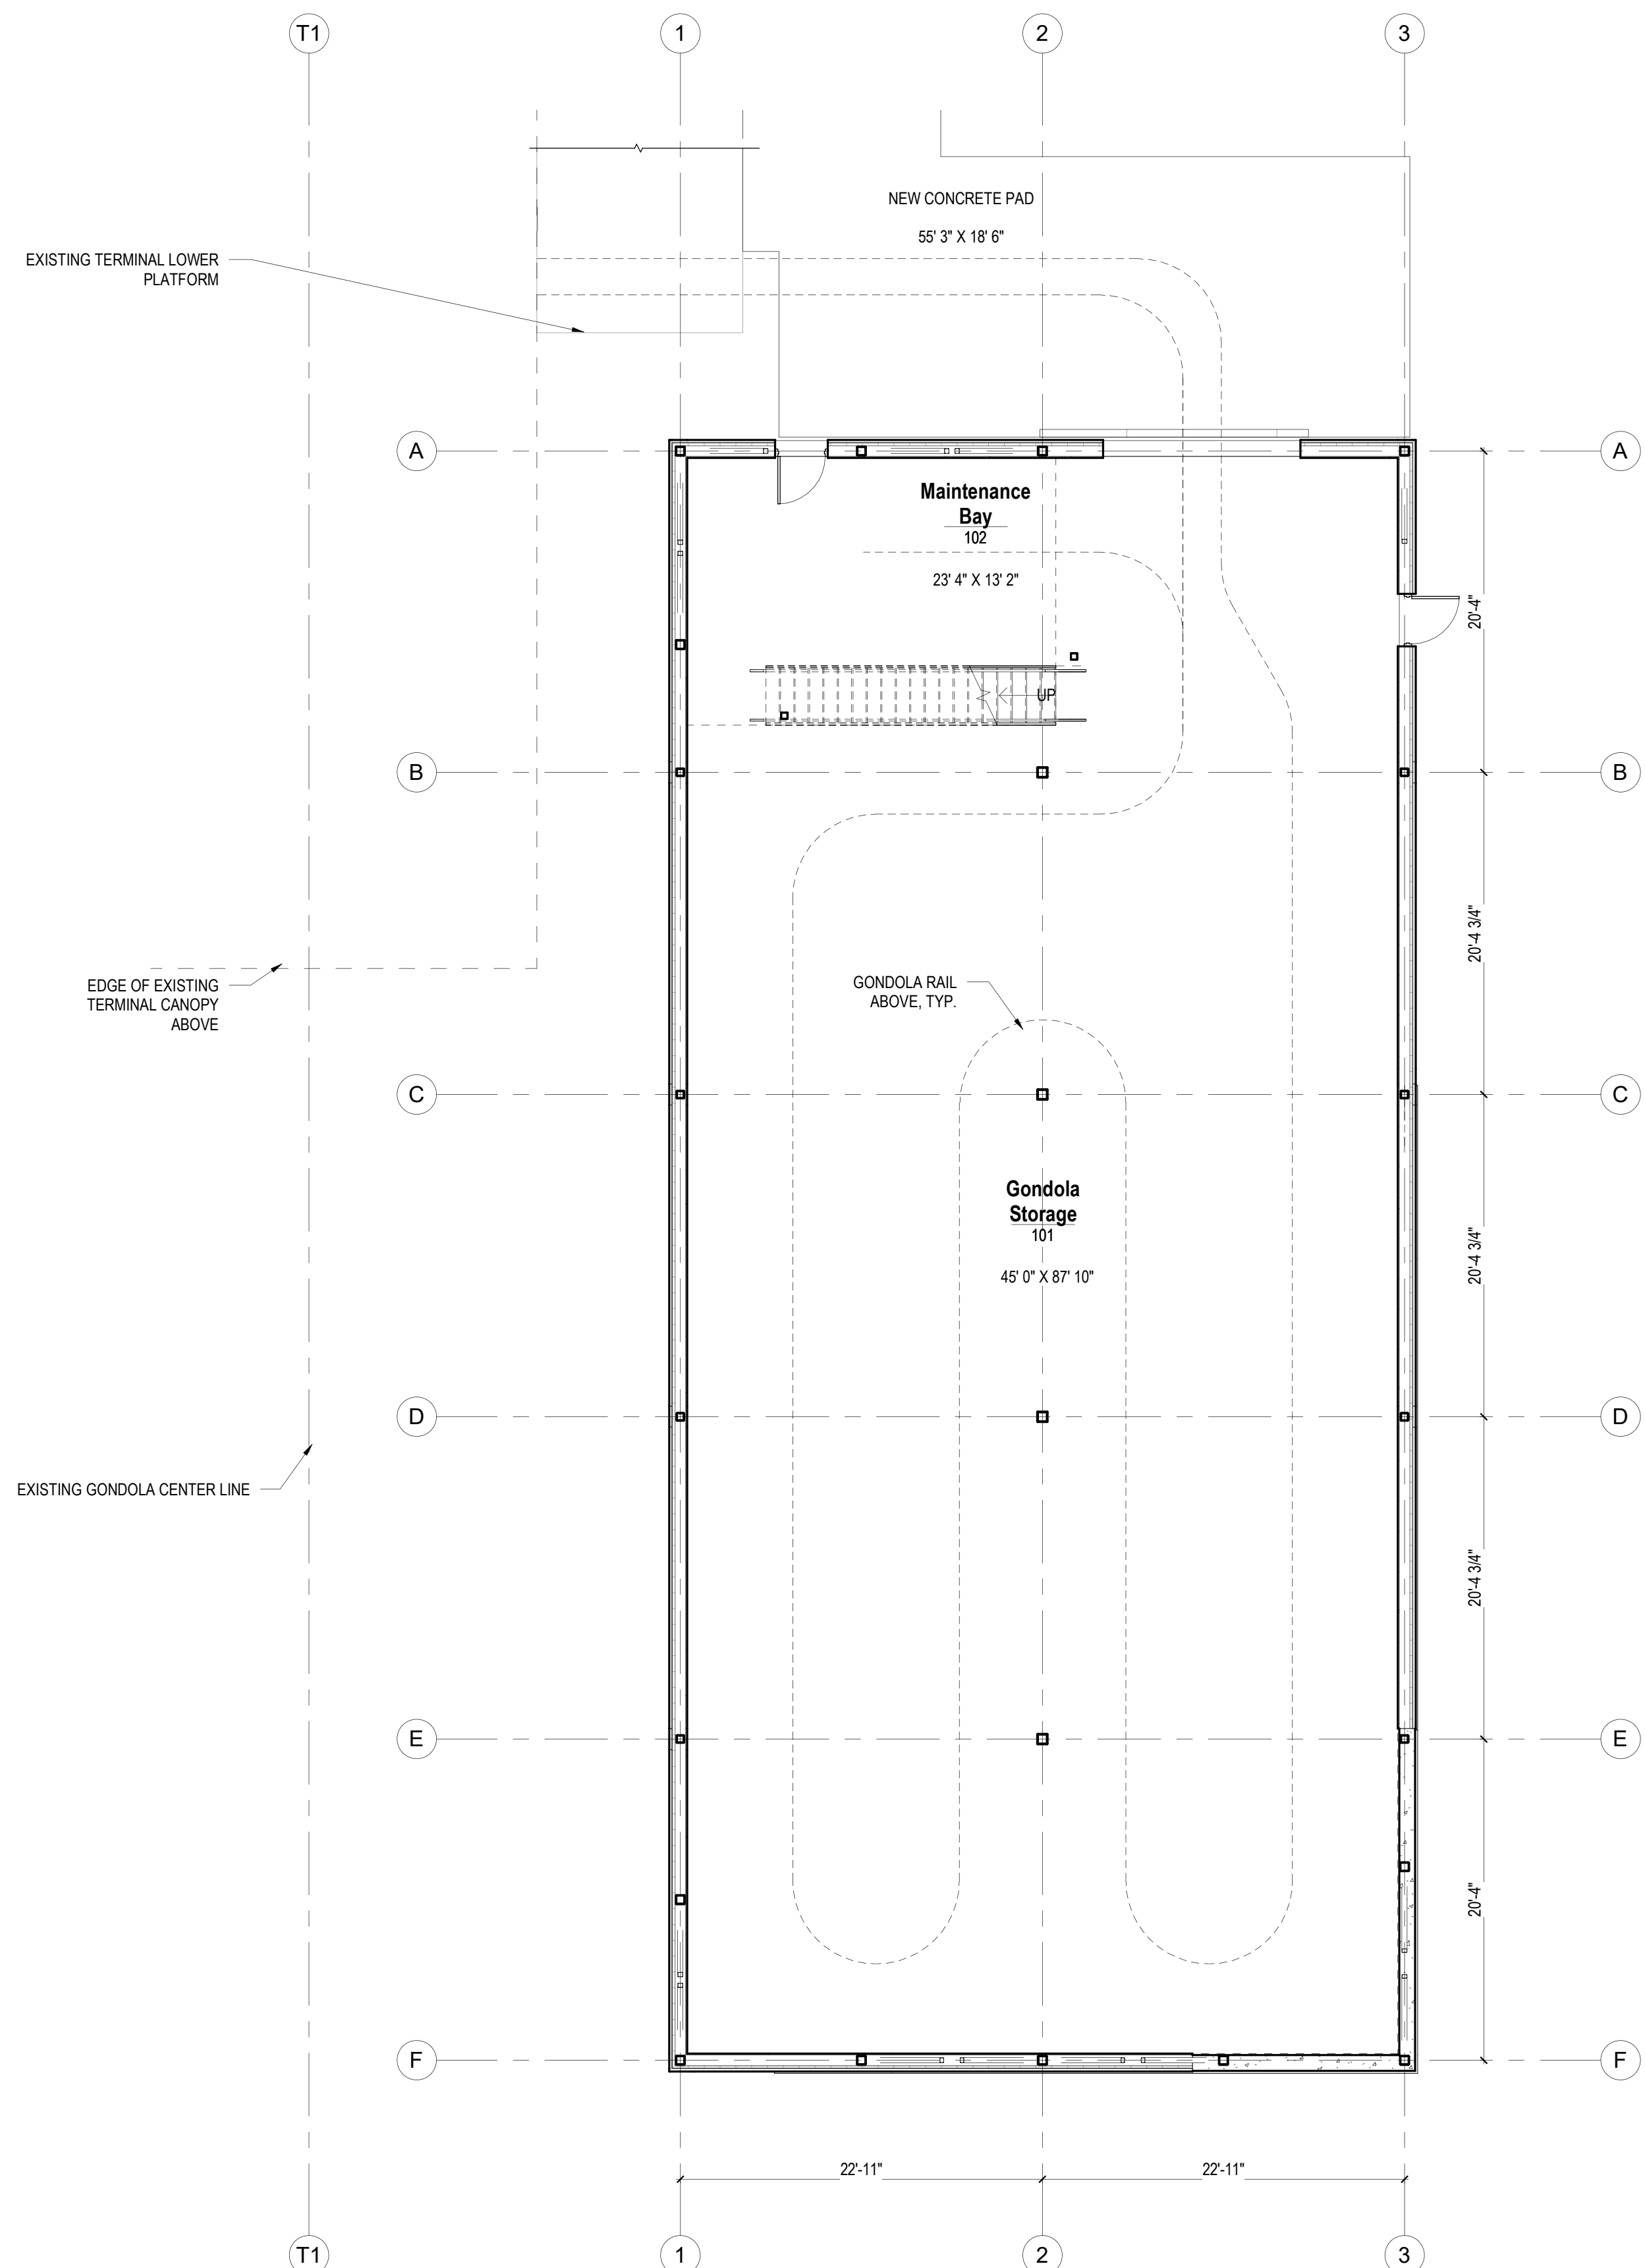 T1
1
2
3
NEW CONCRETE PAD
55' 3" X 18' 6"
EXISTING TERMINAL LOWER
PLATFORM
A
A
Maintenance
Bay
102
23' 4" X 13' 2"
20'-4"
UP
B
B
20'-4 3/4"
EDGE OF EXISTING
TERMINAL CANOPY
ABOVE
GONDOLA RAIL
ABOVE, TYP.
C
C
Gondola
Storage
101
45' 0" X 87' 10"
20'-4 3/4"
D
D
EXISTING GONDOLA CENTER LINE
20'-4 3/4"
E
E
20'-4"
F
F
22'-11"
22'-11"
T1
1
2
3